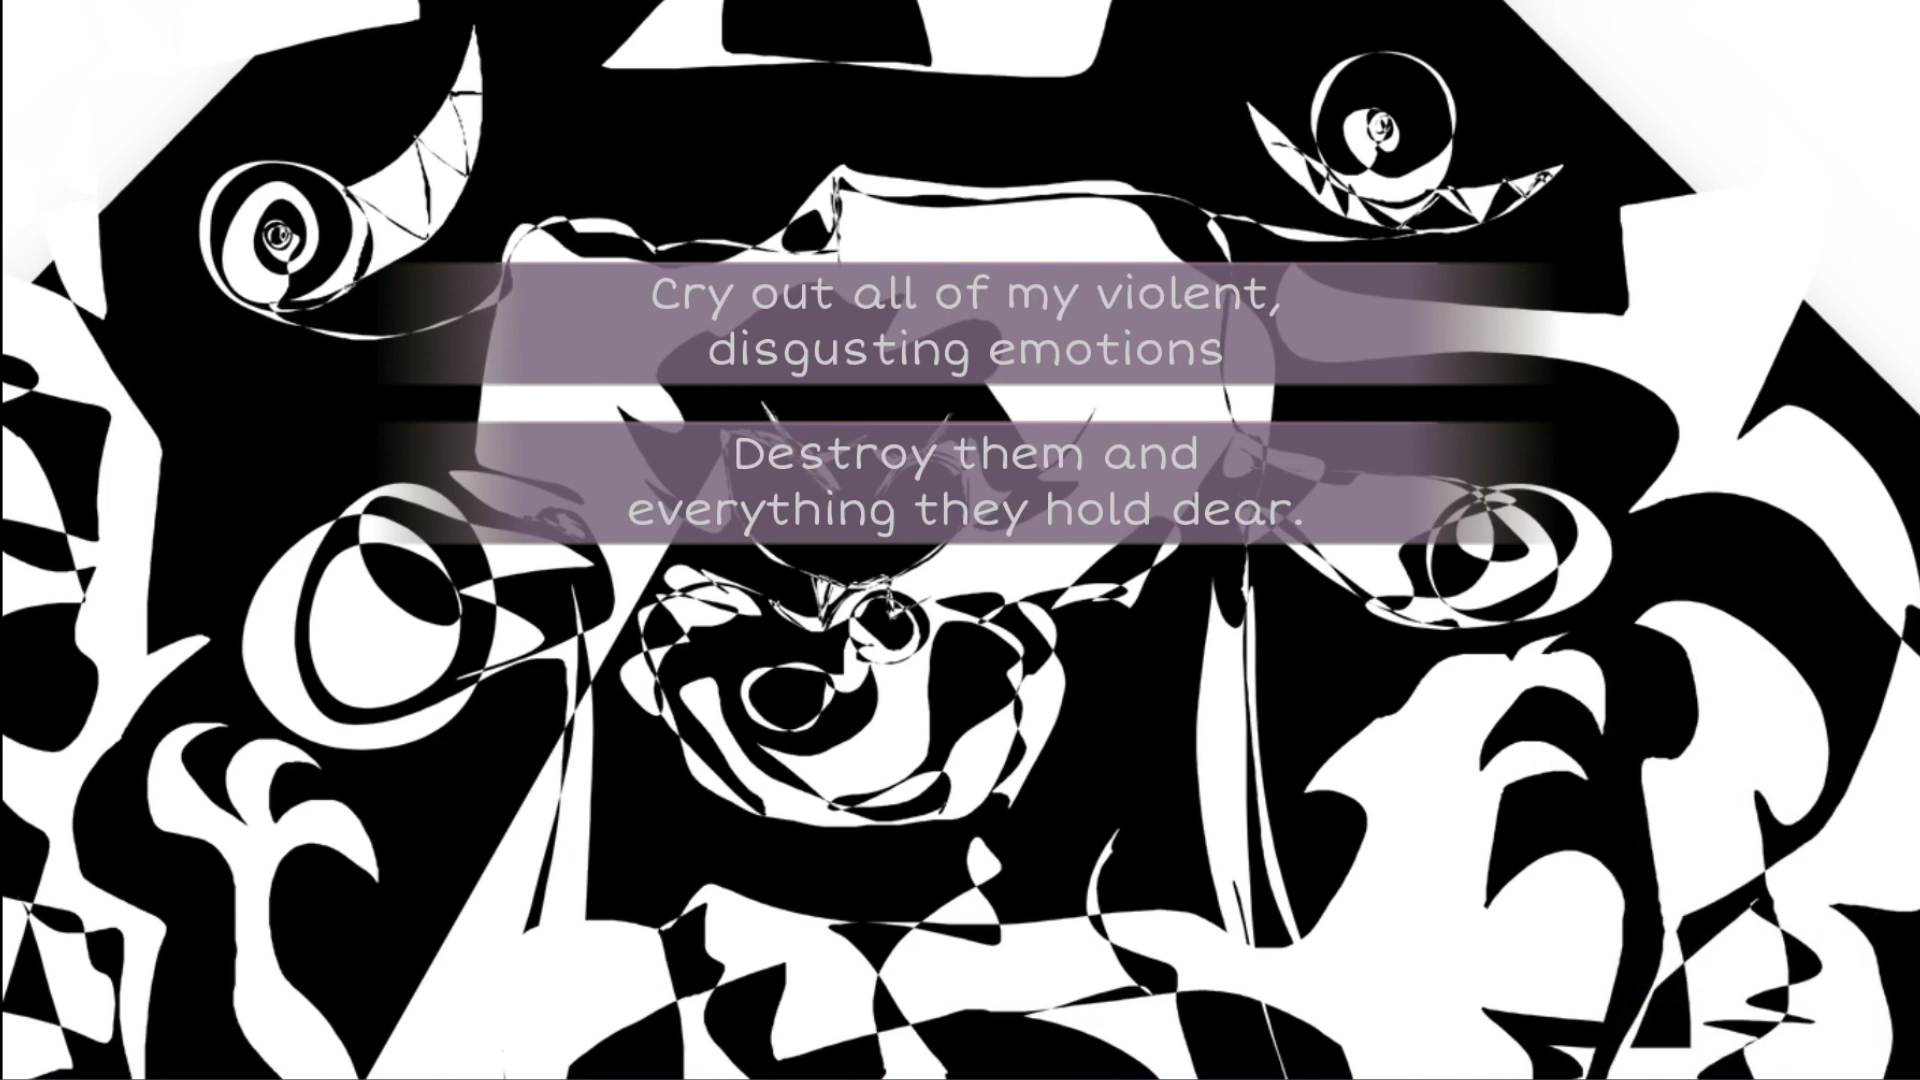 Cry out all of my violent,
disgusting emotions
Destroy them and
everything they hold dear.